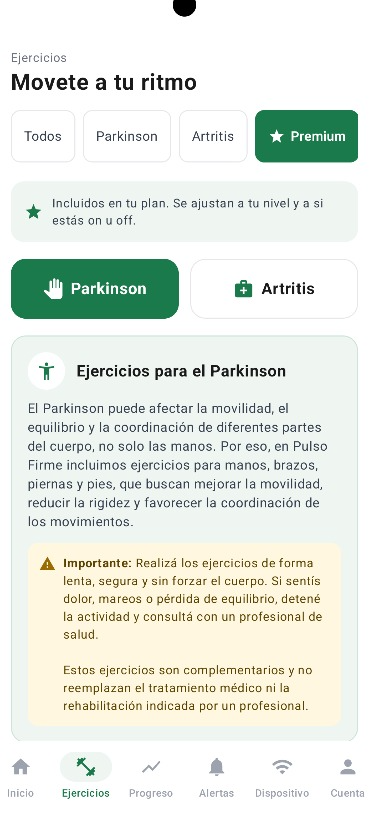 Ejercicios
Movete a tu ritmo
Todos
Parkinson
Artritis
Premium
Incluidos en tu plan. Se ajustan a tu nivel y a si
estás on u off.
Parkinson
Artritis
Ejercicios para el Parkinson
El Parkinson puede afectar la movilidad, el
equilibrio y la coordinación de diferentes partes
del cuerpo, no solo las manos. Por eso, en Pulso
Firme incluimos ejercicios para manos, brazos,
piernas y pies, que buscan mejorar la movilidad,
reducir la rigidez y favorecer la coordinación de
los movimientos.
Importante: Realizá los ejercicios de forma
lenta, segura y sin forzar el cuerpo. Si sentís
dolor, mareos o pérdida de equilibrio, detené
la actividad y consultá con un profesional de
salud.
Estos ejercicios son complementarios y no
reemplazan el tratamiento médico ni la
rehabilitación indicada por un profesional.
Inicio
Ejercicios
Progreso
Alertas
Dispositivo
Cuenta